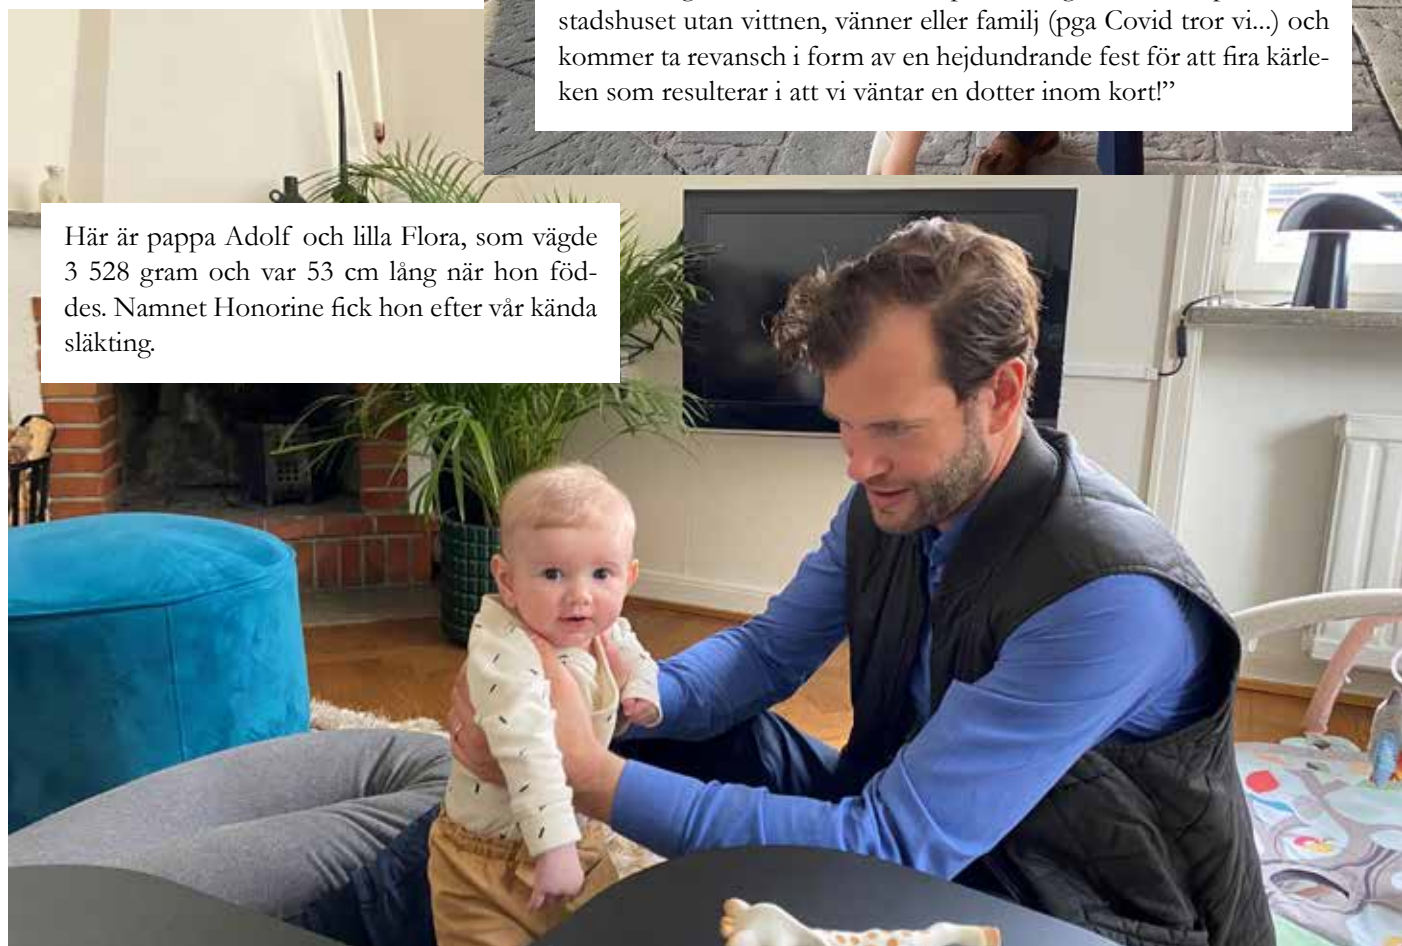 stadshuset utan vittnen, vänner eller familj (pga Covid tror vi...) och
kommer ta revansch i form av en hejdundrande fest för att fira kärle-
ken som resulterar i att vi väntar en dotter inom kort!”
Här är pappa Adolf och lilla Flora, som vägde
3 528 gram och var 53 cm lång när hon föd-
des. Namnet Honorine fick hon efter vår kända
släkting.